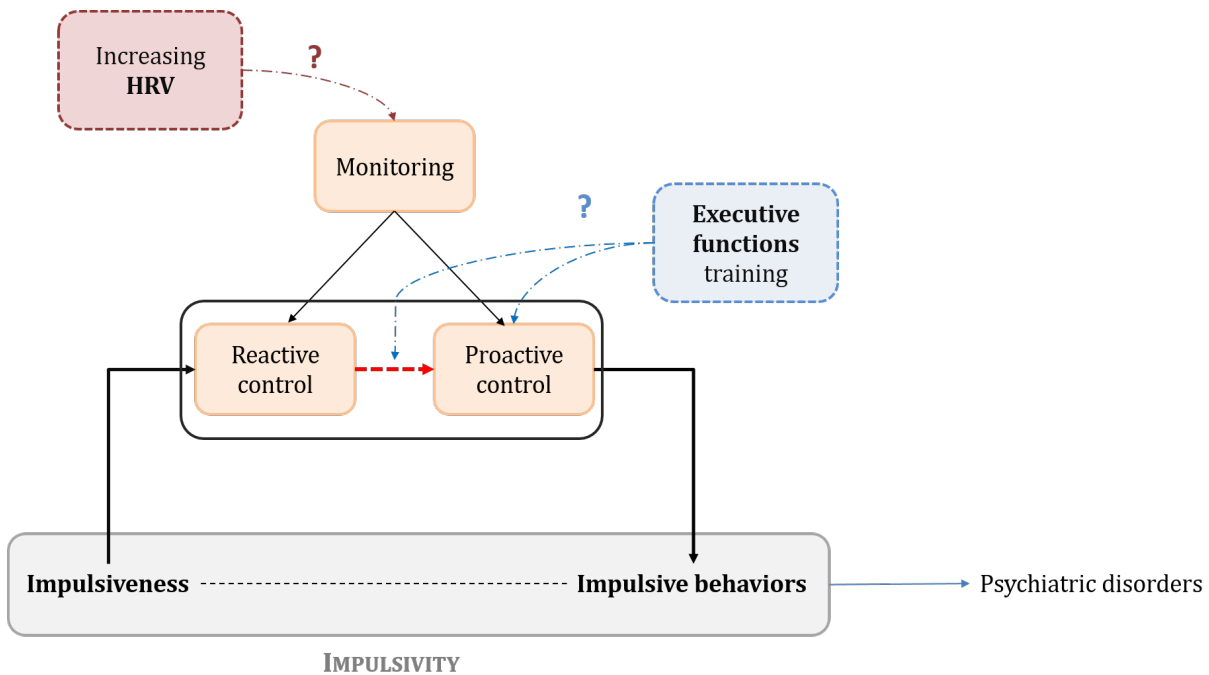 Increasing
HRV
?
Monitoring
?
Executive
functions
training
Reactive
control
Proactive
control
Impulsiveness
Impulsive behaviors
Psychiatric disorders
IMPULSIVITY